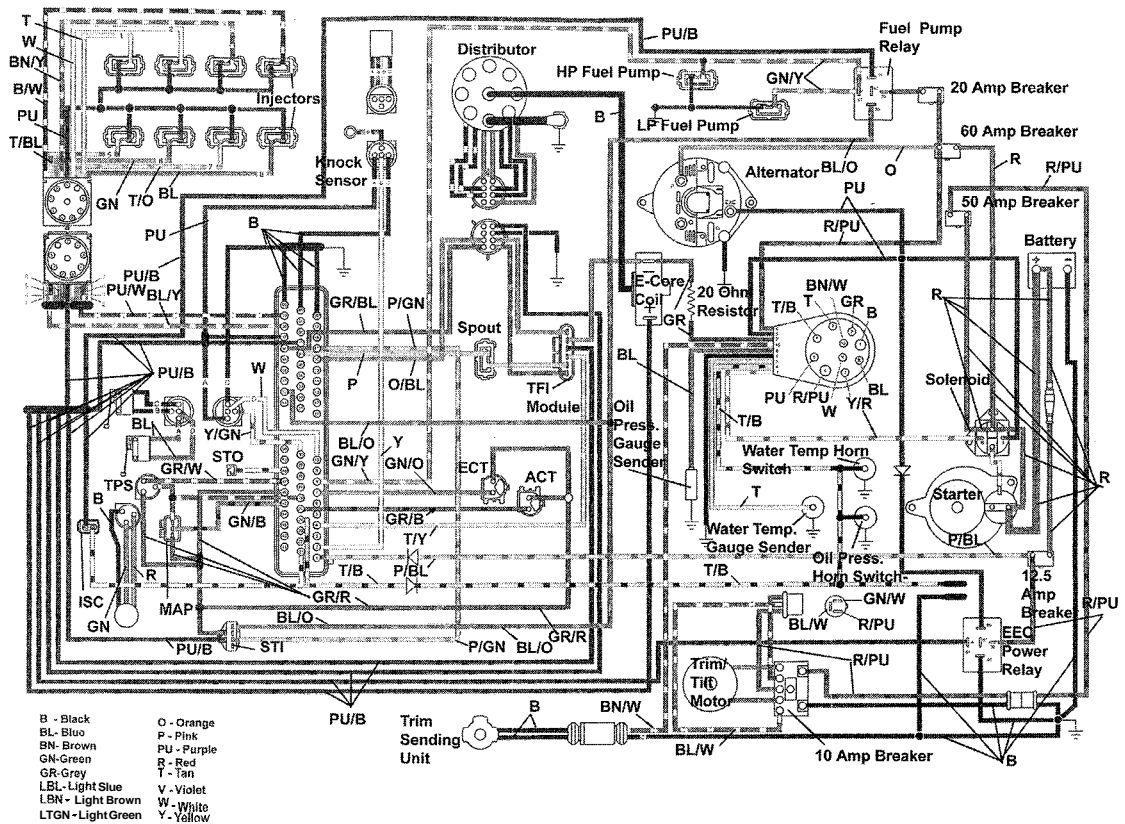 T
W
BN/Y
B/W
PU
T/BL
Injectors
GN
T/O
BL
PU
PU/B
PU/W
BL/Y
Knock
Sensor
B
Distributor
B
PU/B
HP Fuel Pump
GN/Y
LP Fuel Pump
Fuel Pump
Relay
20 Amp Breaker
60 Amp Breaker
BL/O
O
R
R/PU
Alternator
PU
R/PU
50 Amp Breaker
Battery
E-Core
Coil
20 Ohm
Resistor
GR
BN/W
T
T/B
GR
B
R
GR/BL
P/GN
Spout
P
O/BL
TFI
Module
BL
PU
R/PU
W
Y/R
BL
Solenoid
PU/B
W
BL
Y/GN
BL/O
Oil
Press.
Gauge
Sender
T/B
GR/W
STO
GN/Y
Y
GN/O
ECT
ACT
Water Temp Horn
Switch
TPS
B
GN/B
GR/B
T/Y
T
Water Temp.
Gauge Sender
Starter
R
P/BL
R
P/BL
T/B
T/B
Oil Press.
Horn Switch-
12.5
Amp
Breaker
R/PU
ISC
GN
MAP
GR/R
BL/O
GR/R
BL/W
GN/W
R/PU
EEC
Power
Relay
PU/B
STI
P/GN
BL/O
R/PU
Trim/
Tilt
Motor
PU/B
Trim
Sending
Unit
B
BN/W
BL/W
10 Amp Breaker
B
B - Black
BL- Bluo
BN- Brown
GN-Green
GR-Grey
LBL-Light Slue
LBN - Light Brown
LTGN - Light Green
O - Orange
P - Pink
PU - Purple
R - Red
T - Tan
V - Violet
W - White
Y - Yellow